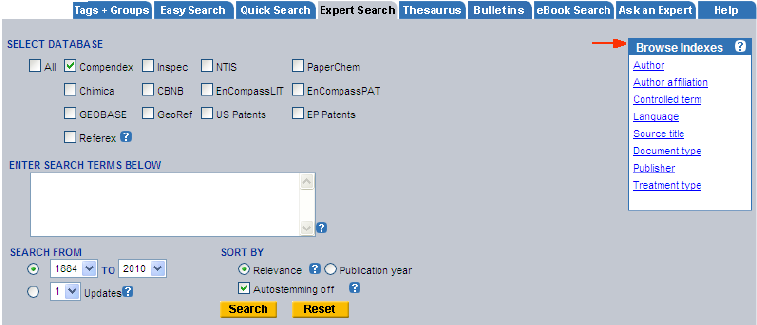 Tags + Groups Easy Search Quick Search Expert Search Thesaurus Bulletins eBook Search Ask an Expert Help
SELECT DATABASE
All Compendex Inspec NTIS PaperChem
Chimica CBNB EnCompassLIT EnCompassPAT
GEOBASE GeoRef US Patents EP Patents
Referex ?
ENTER SEARCH TERMS BELOW
?
SEARCH FROM
1884 TO 2010
1 Updates ?
SORT BY
Relevance ? Publication year
Autostemming off ?
Search Reset
Browse Indexes ?
Author
Author affiliation
Controlled term
Language
Source title
Document type
Publisher
Treatment type